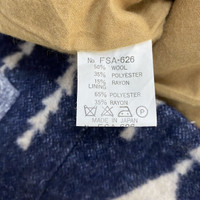 № FSA-626
50% WOOL
35% POLYESTER
15% RAYON
LINING
65% POLYESTER
35% RAYON
MADE IN JAPAN